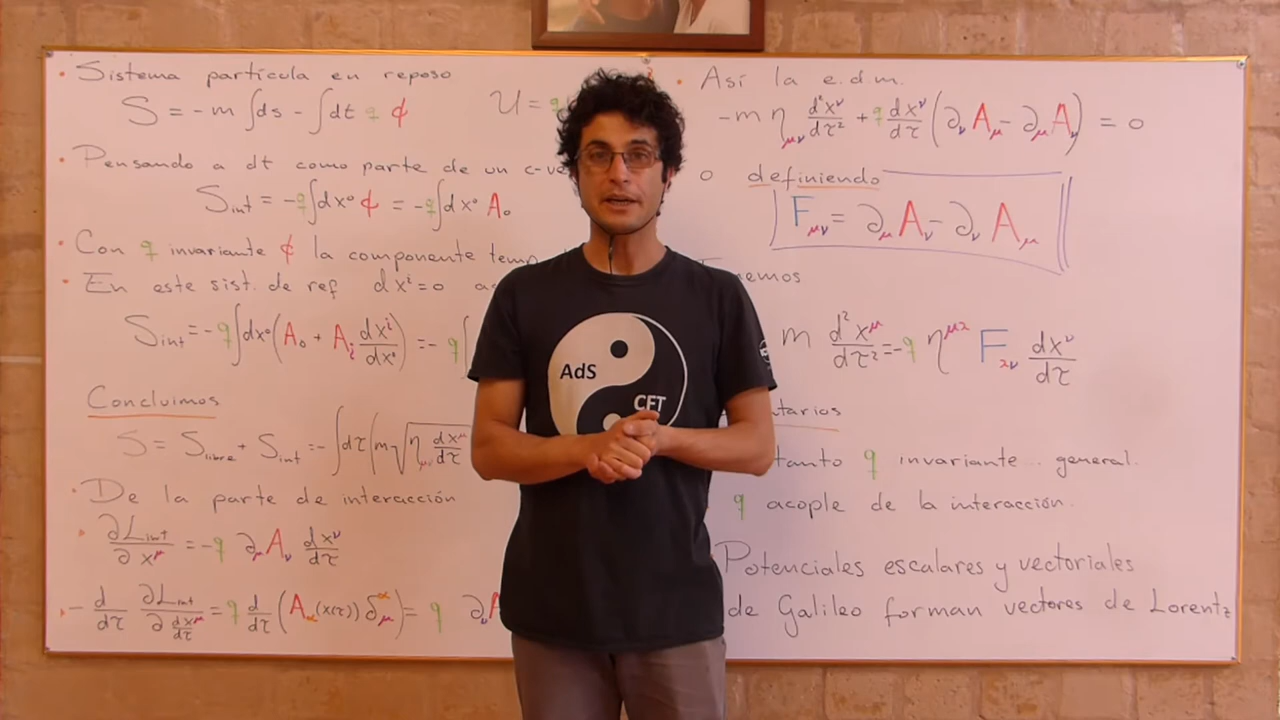 • Sistema partícula en reposo
S = - m ∫ds - ∫dt q ϕ U = q
• Pensando a dt como parte de un c-ve
S_int = -q∫dx⁰ ϕ = -q∫dx⁰ A₀
• Con q invariante ϕ la componente temp
• En este sist. de ref dxⁱ=0
S_int = -q∫dx⁰(A₀ + A_i dxⁱ/dx⁰) = - q∫
Concluimos
S = S_libre + S_int = - ∫dτ(m√η_μν dx^μ/dτ
• De la parte de interacción
∂L_int/∂x^μ = -q ∂_μ A_ν dx^ν/dτ
- d/dτ ∂L_int/∂ dx^μ/dτ = q d/dτ (A_α(x(τ)) δ^α_μ) = q ∂A
• Así la e.d.m.
-m η_μν d²x^ν/dτ² + q dx^ν/dτ (∂_ν A_μ - ∂_μ A_ν) = 0
o definiendo
F_μν = ∂_μ A_ν - ∂_ν A_μ
emos
m d²x^μ/dτ² = -q η^μλ F_λν dx^ν/dτ
tarios
tanto q invariante general.
q acople de la interacción.
Potenciales escalares y vectoriales
de Galileo forman vectores de Lorentz
AdS
CFT